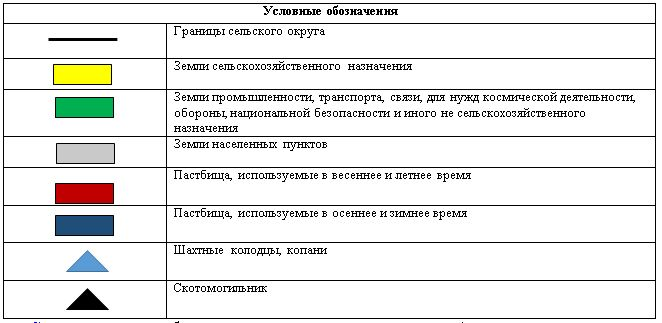 Условные обозначения
Границы сельского округа
Земли сельскохозяйственного назначения
Земли промышленности, транспорта, связи, для нужд космической деятельности,
обороны, национальной безопасности и иного не сельскохозяйственного
назначения
Земли населенных пунктов
Пастбища, используемые в весеннее и летнее время
Пастбища, используемые в осеннее и зимнее время
Шахтные колодцы, копани
Скотомогильник